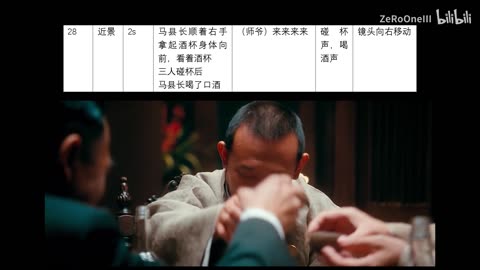 ZeRoOneIII bilibili
28 近景 2s 马县长顺着右手 （师爷）来来来来 碰杯 镜头向右移动
拿起酒杯身体向 声，喝
前，看着酒杯 酒声
三人碰杯后
马县长喝了口酒